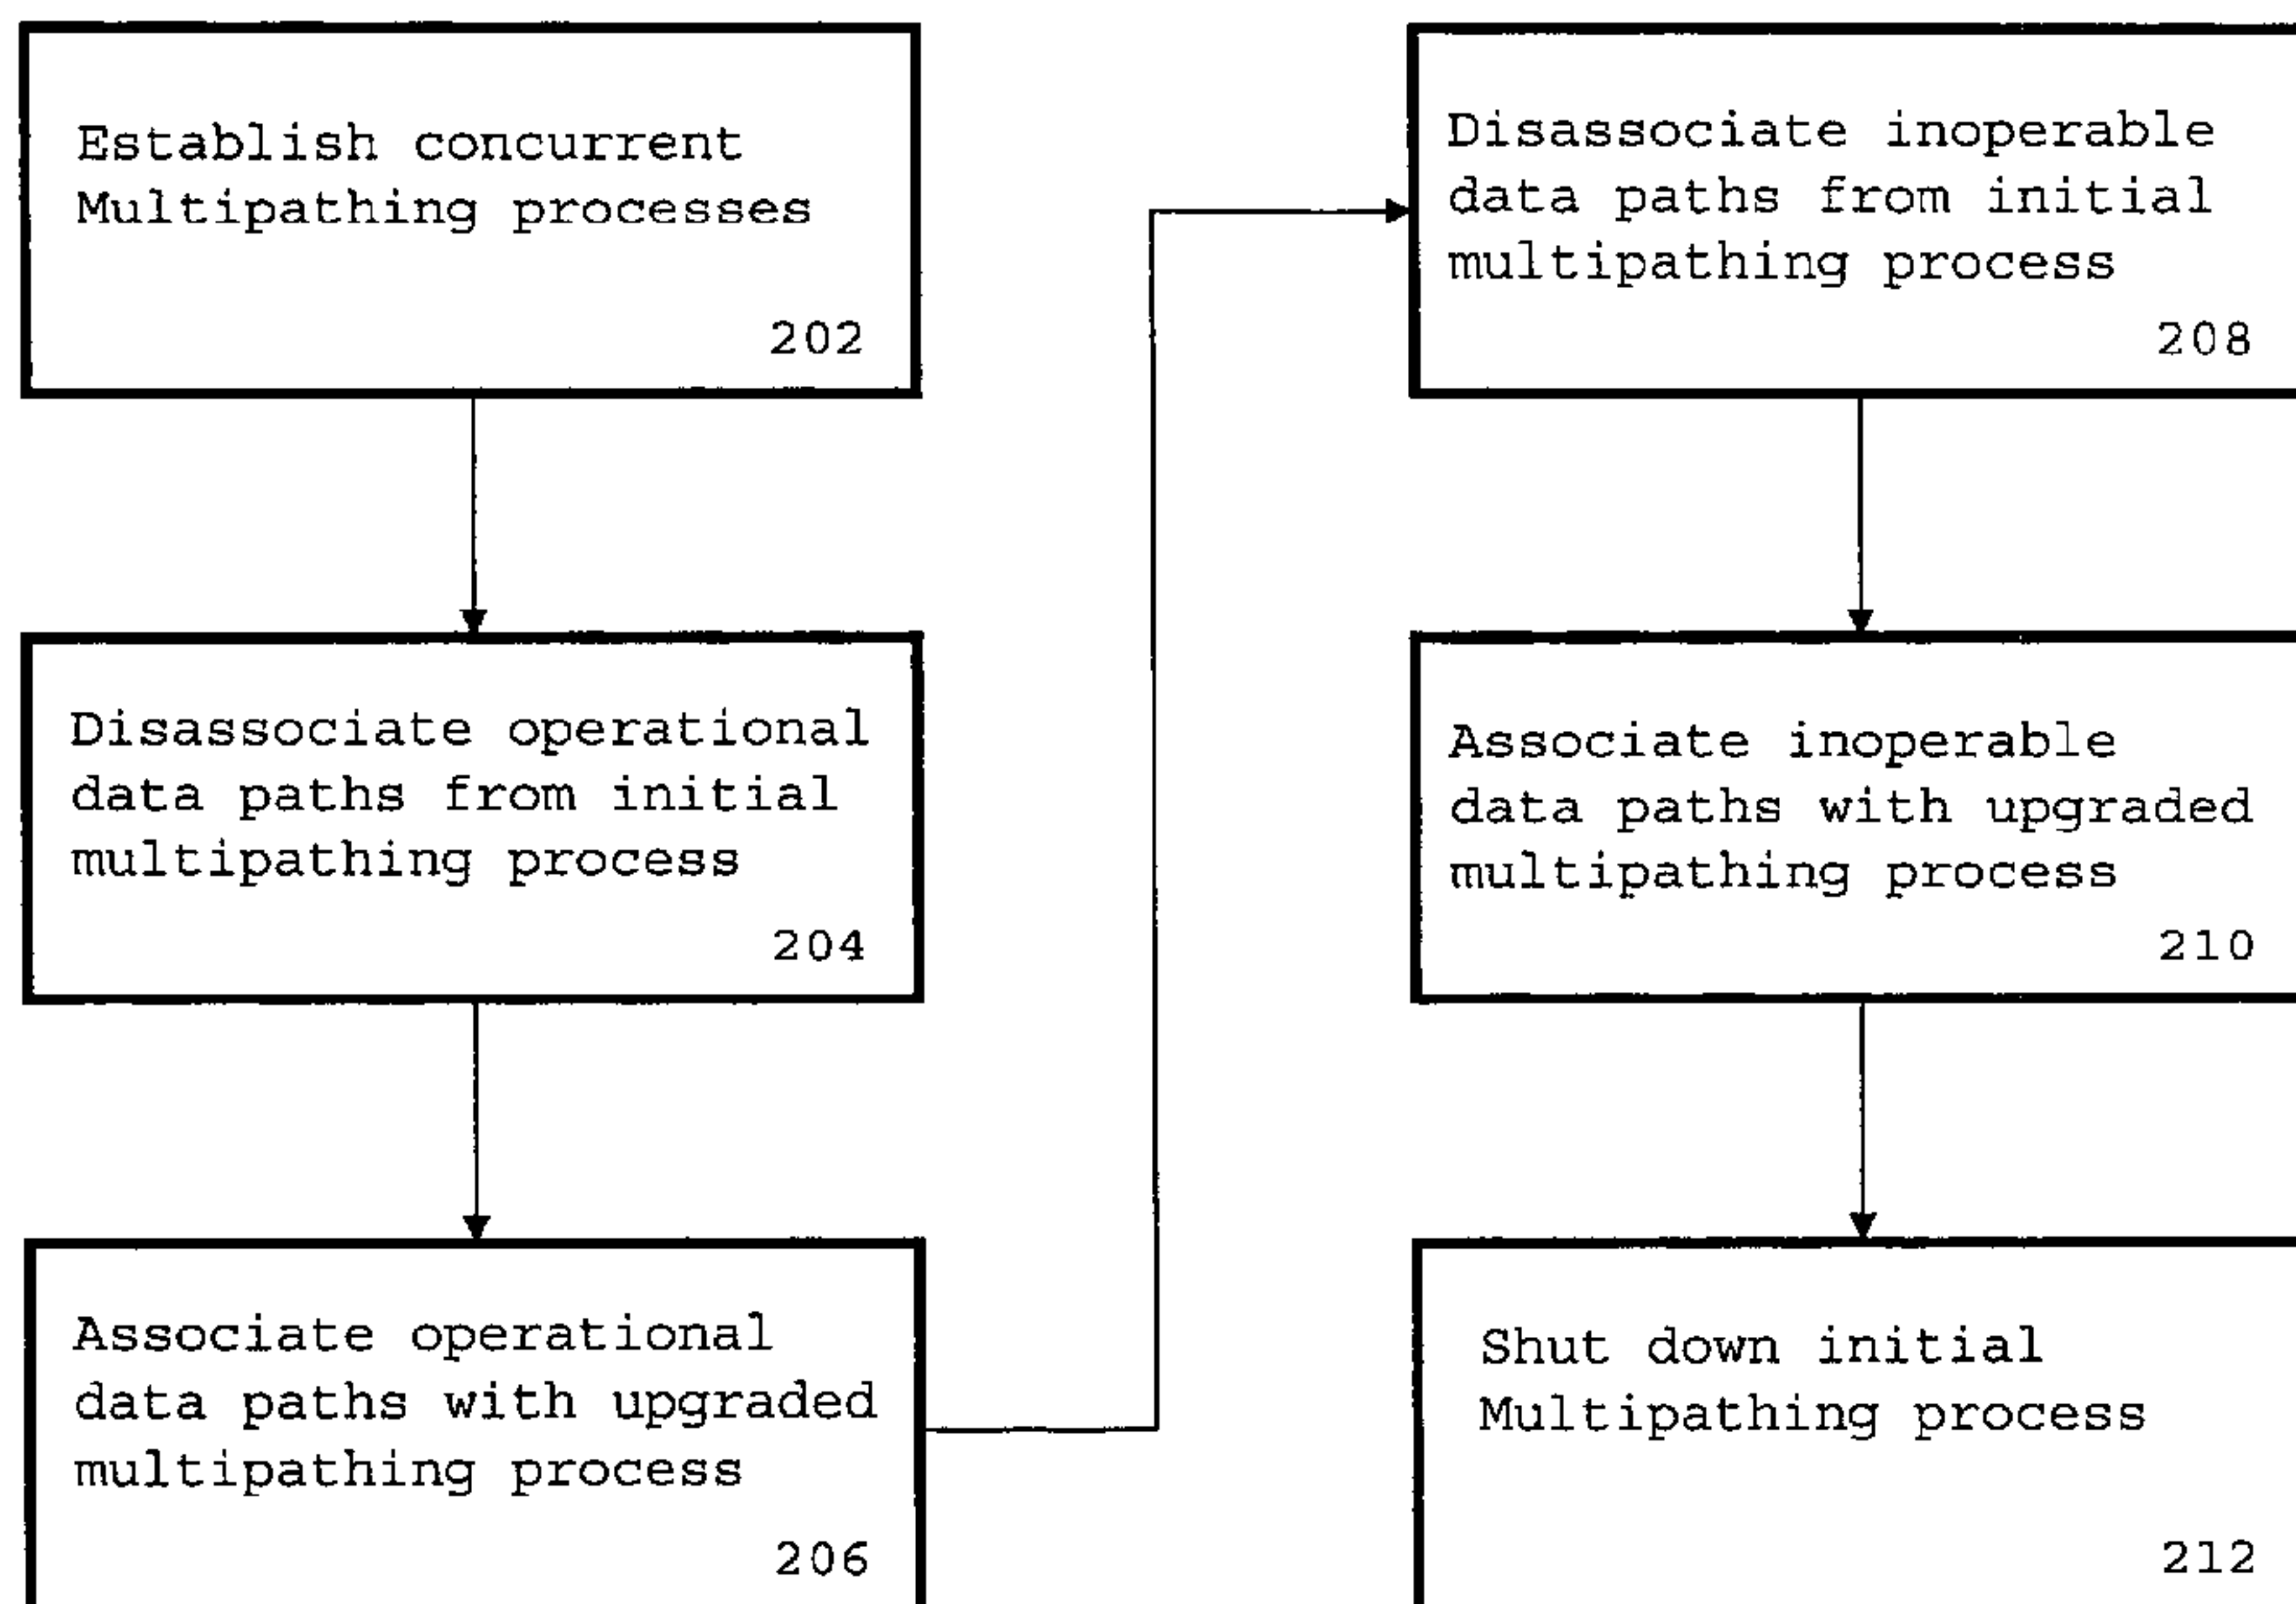 Establish concurrent
Multipathing processes
202
Disassociate operational
data paths from initial
multipathing process
204
Associate operational
data paths with upgraded
multipathing process
206
Disassociate inoperable
data paths from initial
multipathing process
208
Associate inoperable
data paths with upgraded
multipathing process
210
Shut down initial
Multipathing process
212